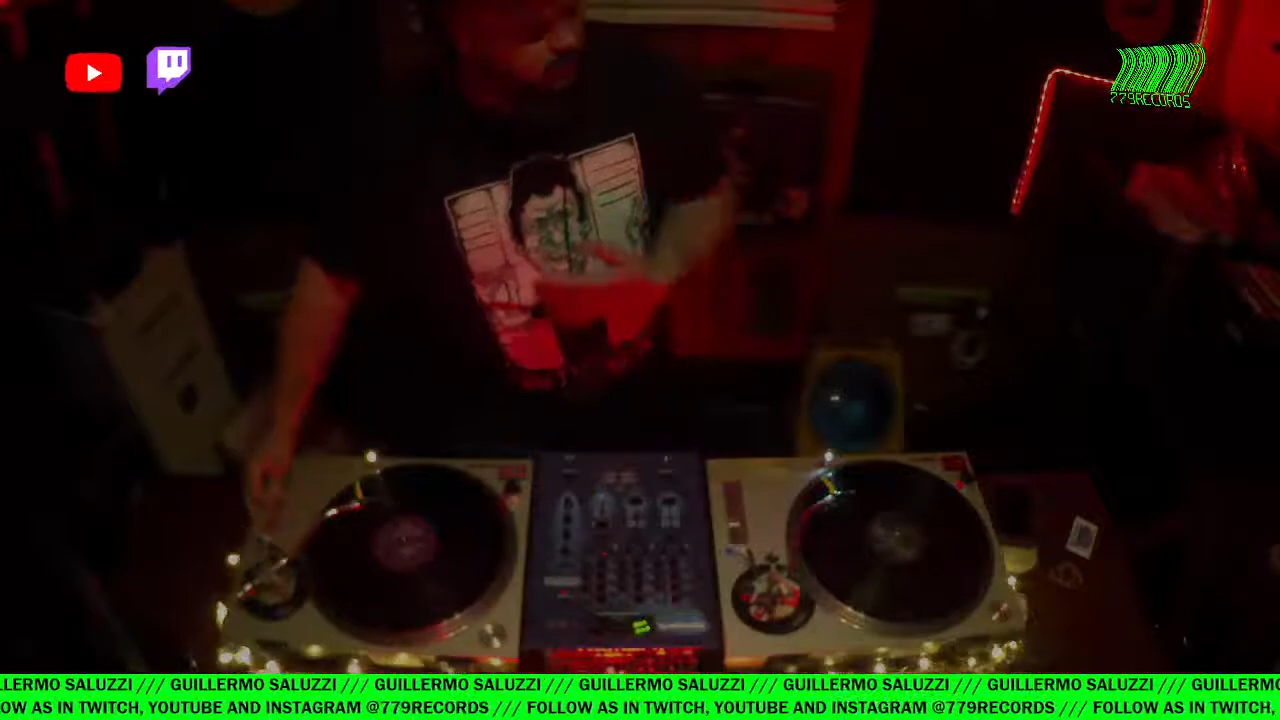 779RECORDS
LLERMO SALUZZI /// GUILLERMO SALUZZI /// GUILLERMO SALUZZI /// GUILLERMO SALUZZI /// GUILLERMO SALUZZI /// GUILLERMO SALUZZI /// GUILLERMO
OW AS IN TWITCH, YOUTUBE AND INSTAGRAM @779RECORDS /// FOLLOW AS IN TWITCH, YOUTUBE AND INSTAGRAM @779RECORDS /// FOLLOW AS IN TWITCH,